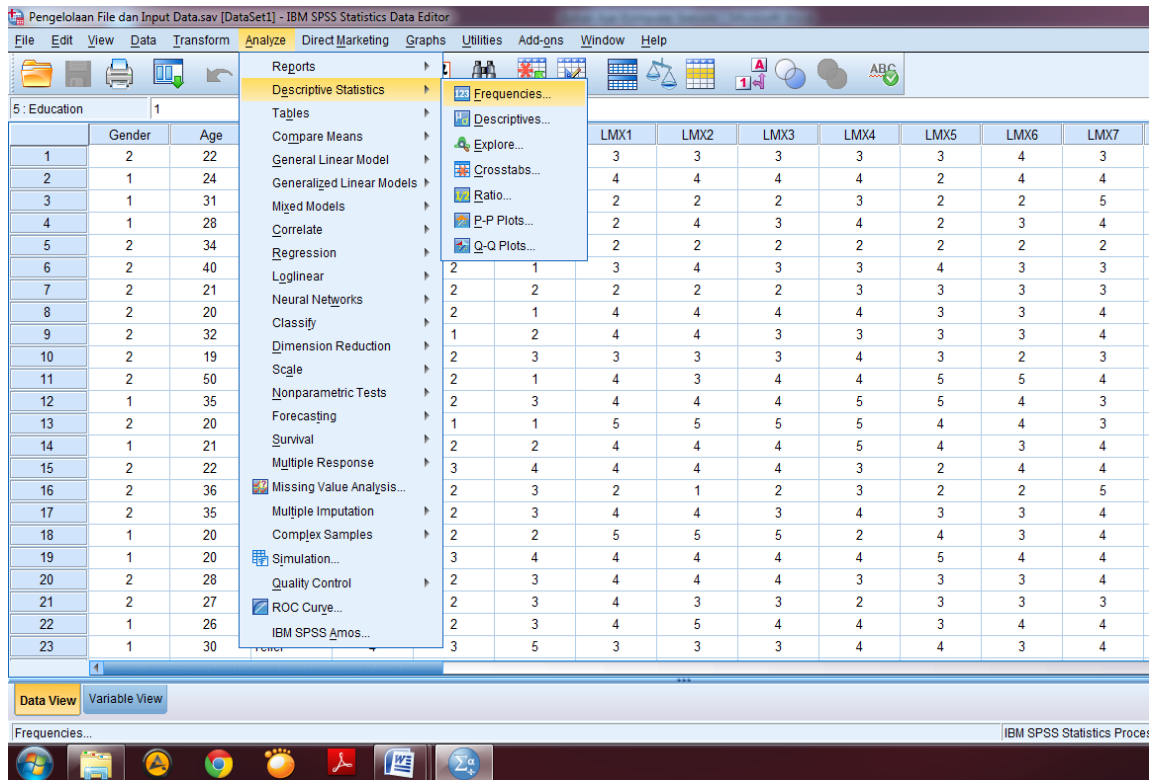 Pengelolaan File dan Input Data.sav [DataSet1] - IBM SPSS Statistics Data Editor
File Edit View Data Transform Analyze Direct Marketing Graphs Utilities Add-ons Window Help
5 : Education 1
Reports
Descriptive Statistics
Tables
Compare Means
General Linear Model
Generalized Linear Models
Mixed Models
Correlate
Regression
Loglinear
Neural Networks
Classify
Dimension Reduction
Scale
Nonparametric Tests
Forecasting
Survival
Multiple Response
Missing Value Analysis...
Multiple Imputation
Complex Samples
Simulation...
Quality Control
ROC Curve...
IBM SPSS Amos...
Frequencies...
Descriptives...
Explore...
Crosstabs...
Ratio...
P-P Plots...
Q-Q Plots...
Gender Age LMX1 LMX2 LMX3 LMX4 LMX5 LMX6 LMX7
1 2 22 3 3 3 3 3 4 3
2 1 24 4 4 4 4 2 4 4
3 1 31 2 2 2 3 2 2 5
4 1 28 2 4 3 4 2 3 4
5 2 34 2 2 2 2 2 2 2
6 2 40 2 1 3 4 3 3 4 3 3
7 2 21 2 2 2 2 2 3 3 3 3
8 2 20 2 1 4 4 4 4 3 3 4
9 2 32 1 2 4 4 3 3 3 3 4
10 2 19 2 3 3 3 3 4 3 2 3
11 2 50 2 1 4 3 4 4 5 5 4
12 1 35 2 3 4 4 4 5 5 4 3
13 2 20 1 1 5 5 5 5 4 4 3
14 1 21 2 2 4 4 4 5 4 3 4
15 2 22 3 4 4 4 4 3 2 4 4
16 2 36 2 3 2 1 2 3 2 2 5
17 2 35 2 3 4 4 3 4 3 3 4
18 1 20 2 2 5 5 5 2 4 3 4
19 1 20 3 4 4 4 4 4 5 4 4
20 2 28 2 3 4 4 4 3 3 3 4
21 2 27 2 3 4 3 3 2 3 3 3
22 1 26 2 3 4 5 4 4 3 4 4
23 1 30 3 5 3 3 3 4 4 3 4
Data View Variable View
Frequencies... IBM SPSS Statistics